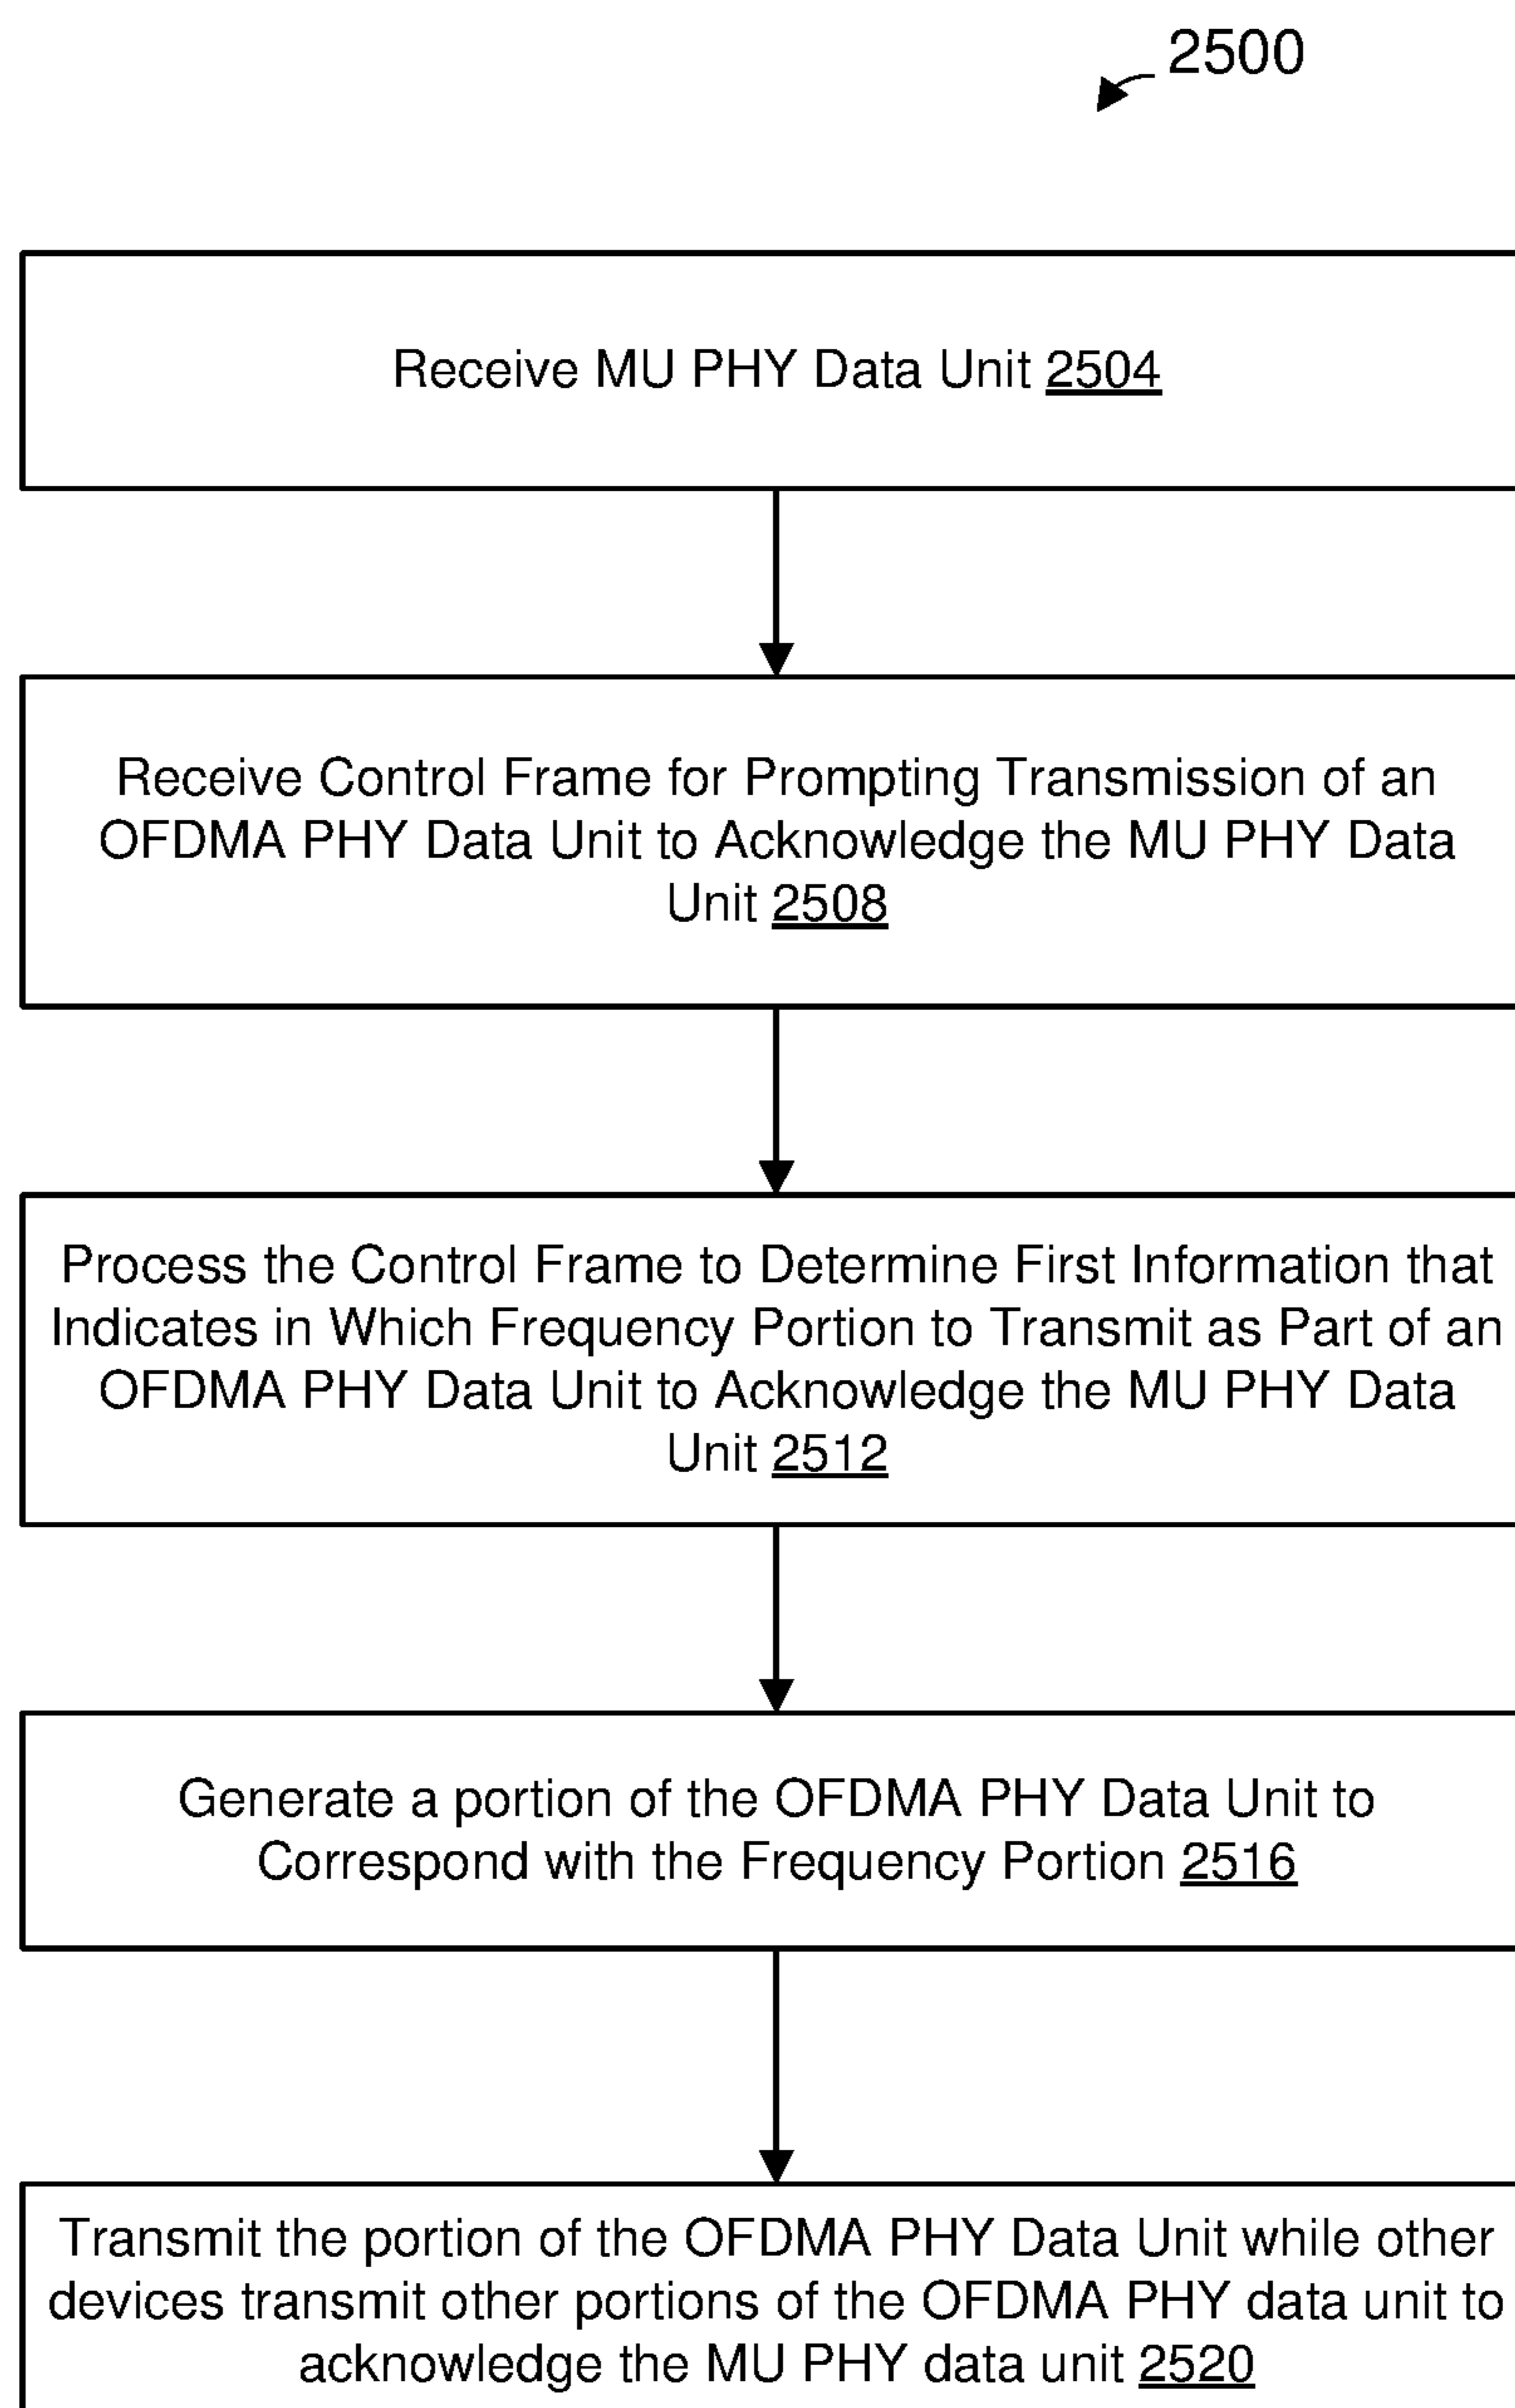 2500
Receive MU PHY Data Unit 2504
Receive Control Frame for Prompting Transmission of an
OFDMA PHY Data Unit to Acknowledge the MU PHY Data
Unit 2508
Process the Control Frame to Determine First Information that
Indicates in Which Frequency Portion to Transmit as Part of an
OFDMA PHY Data Unit to Acknowledge the MU PHY Data
Unit 2512
Generate a portion of the OFDMA PHY Data Unit to
Correspond with the Frequency Portion 2516
Transmit the portion of the OFDMA PHY Data Unit while other
devices transmit other portions of the OFDMA PHY data unit to
acknowledge the MU PHY data unit 2520